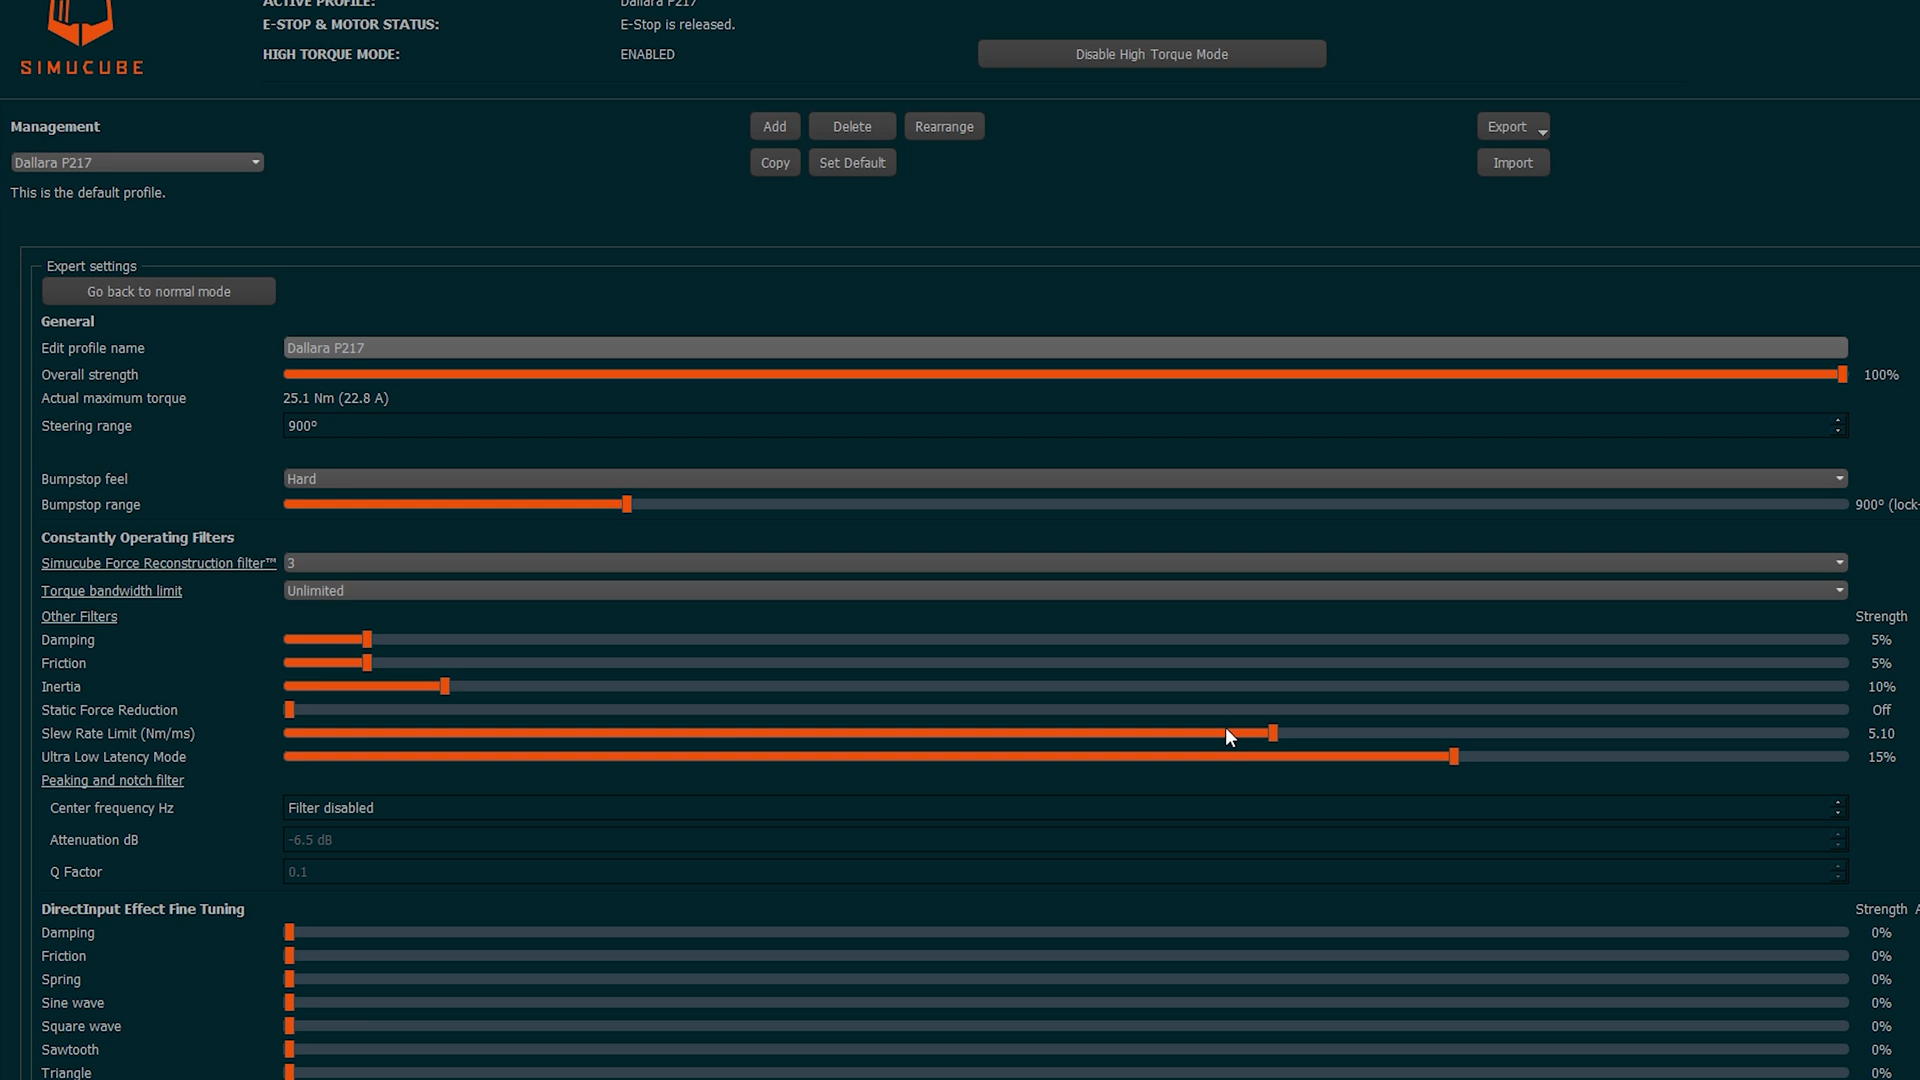 ACTIVE PROFILE: Dallara P217
E-STOP & MOTOR STATUS: E-Stop is released.
HIGH TORQUE MODE: ENABLED Disable High Torque Mode
SIMUCUBE
Management Add Delete Rearrange Export
Dallara P217 Copy Set Default Import
This is the default profile.
Expert settings
Go back to normal mode
General
Edit profile name Dallara P217
Overall strength 100%
Actual maximum torque 25.1 Nm (22.8 A)
Steering range 900º
Bumpstop feel Hard
Bumpstop range 900º (lock-
Constantly Operating Filters
Simucube Force Reconstruction filter™ 3
Torque bandwidth limit Unlimited
Other Filters Strength
Damping 5%
Friction 5%
Inertia 10%
Static Force Reduction Off
Slew Rate Limit (Nm/ms) 5.10
Ultra Low Latency Mode 15%
Peaking and notch filter
Center frequency Hz Filter disabled
Attenuation dB -6.5 dB
Q Factor 0.1
DirectInput Effect Fine Tuning Strength
Damping 0%
Friction 0%
Spring 0%
Sine wave 0%
Square wave 0%
Sawtooth 0%
Triangle 0%